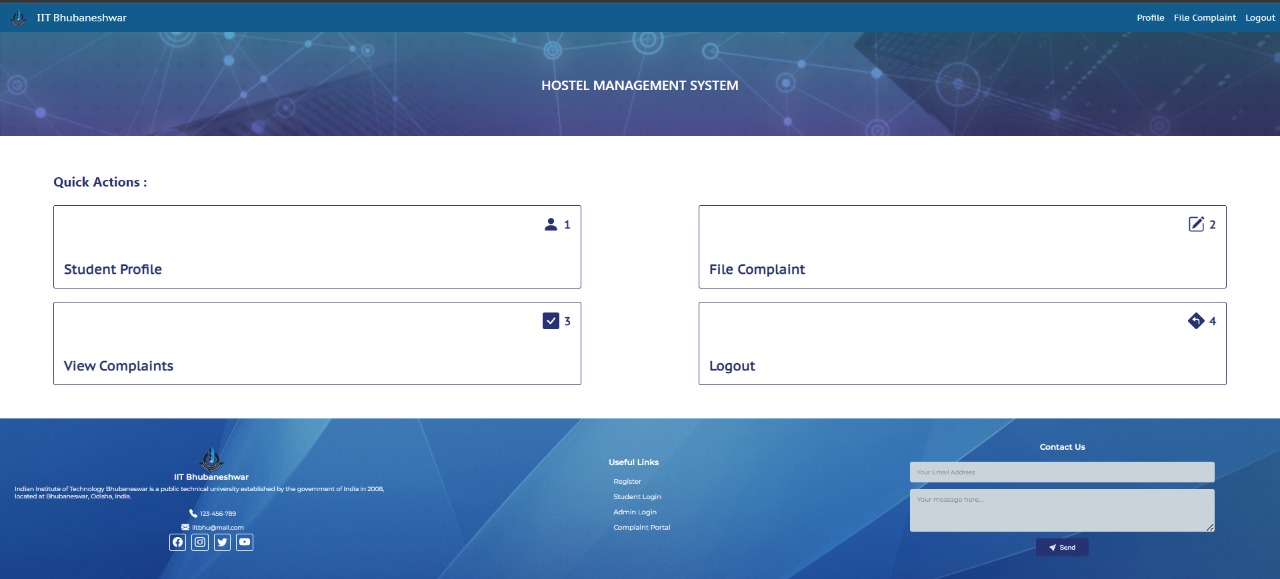 IIT Bhubaneshwar
Profile File Complaint Logout
HOSTEL MANAGEMENT SYSTEM
Quick Actions :
1
Student Profile
2
File Complaint
3
View Complaints
4
Logout
IIT Bhubaneshwar
Indian Institute of Technology Bhubaneswar is a public technical university established by the government of India in 2008,
located at Bhubaneswar, Odisha, India.
123-456-789
iitbhu@mail.com
Useful Links
Register
Student Login
Admin Login
Complaint Portal
Contact Us
Your Email Address
Your message here...
Send